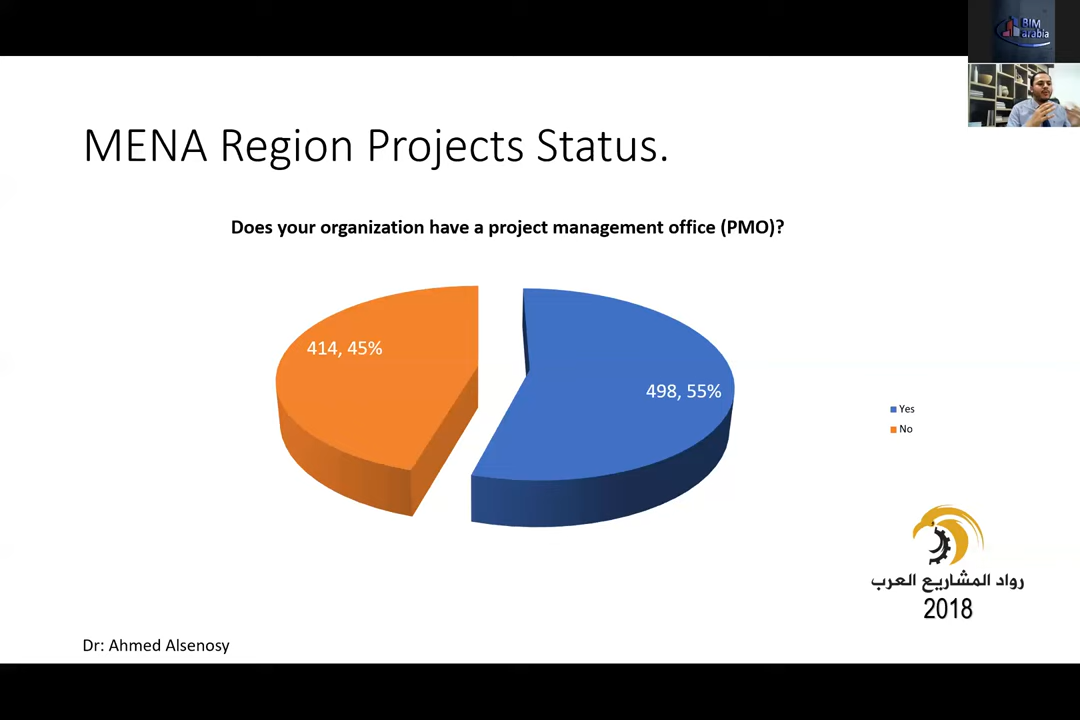 BIM
arabia
MENA Region Projects Status.
Does your organization have a project management office (PMO)?
414, 45%
498, 55%
Yes
No
رواد المشاريع العرب
2018
Dr: Ahmed Alsenosy